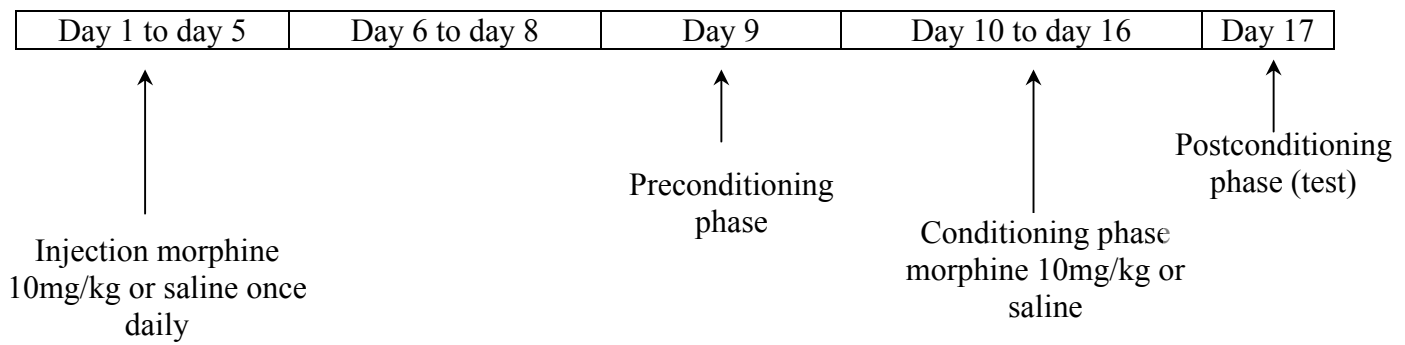 Day 1 to day 5
Day 6 to day 8
Day 9
Day 10 to day 16
Day 17
Injection morphine
10mg/kg or saline once
daily
Preconditioning
phase
Conditioning phase
morphine 10mg/kg or
saline
Postconditioning
phase (test)